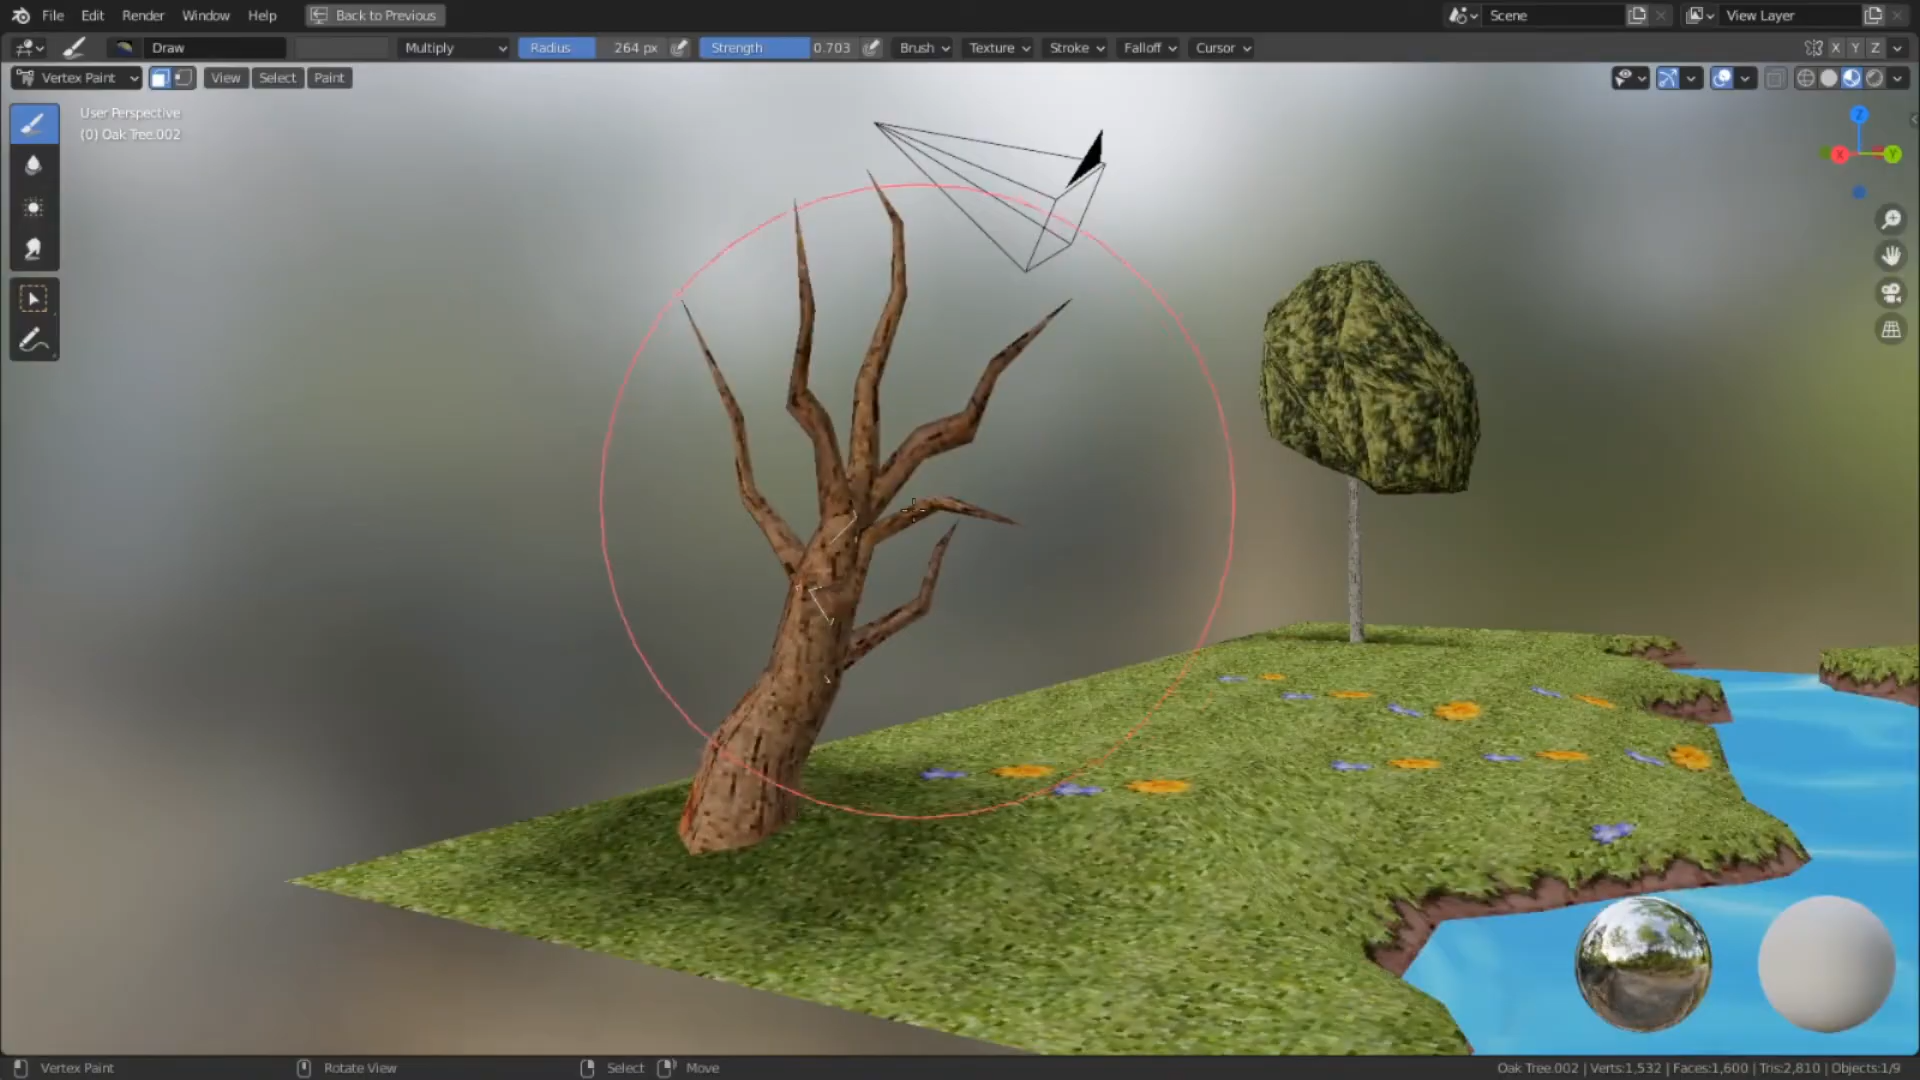 File Edit Render Window Help Back to Previous Scene View Layer
Draw Multiply Radius 264 px Strength 0.703 Brush Texture Stroke Falloff Cursor X Y Z
Vertex Paint View Select Paint
User Perspective
(0) Oak Tree.002
Z
X Y
Vertex Paint Rotate View Select Move Oak Tree.002 | Verts:1,532 | Faces:1,600 | Tris:2,810 | Objects:1/9